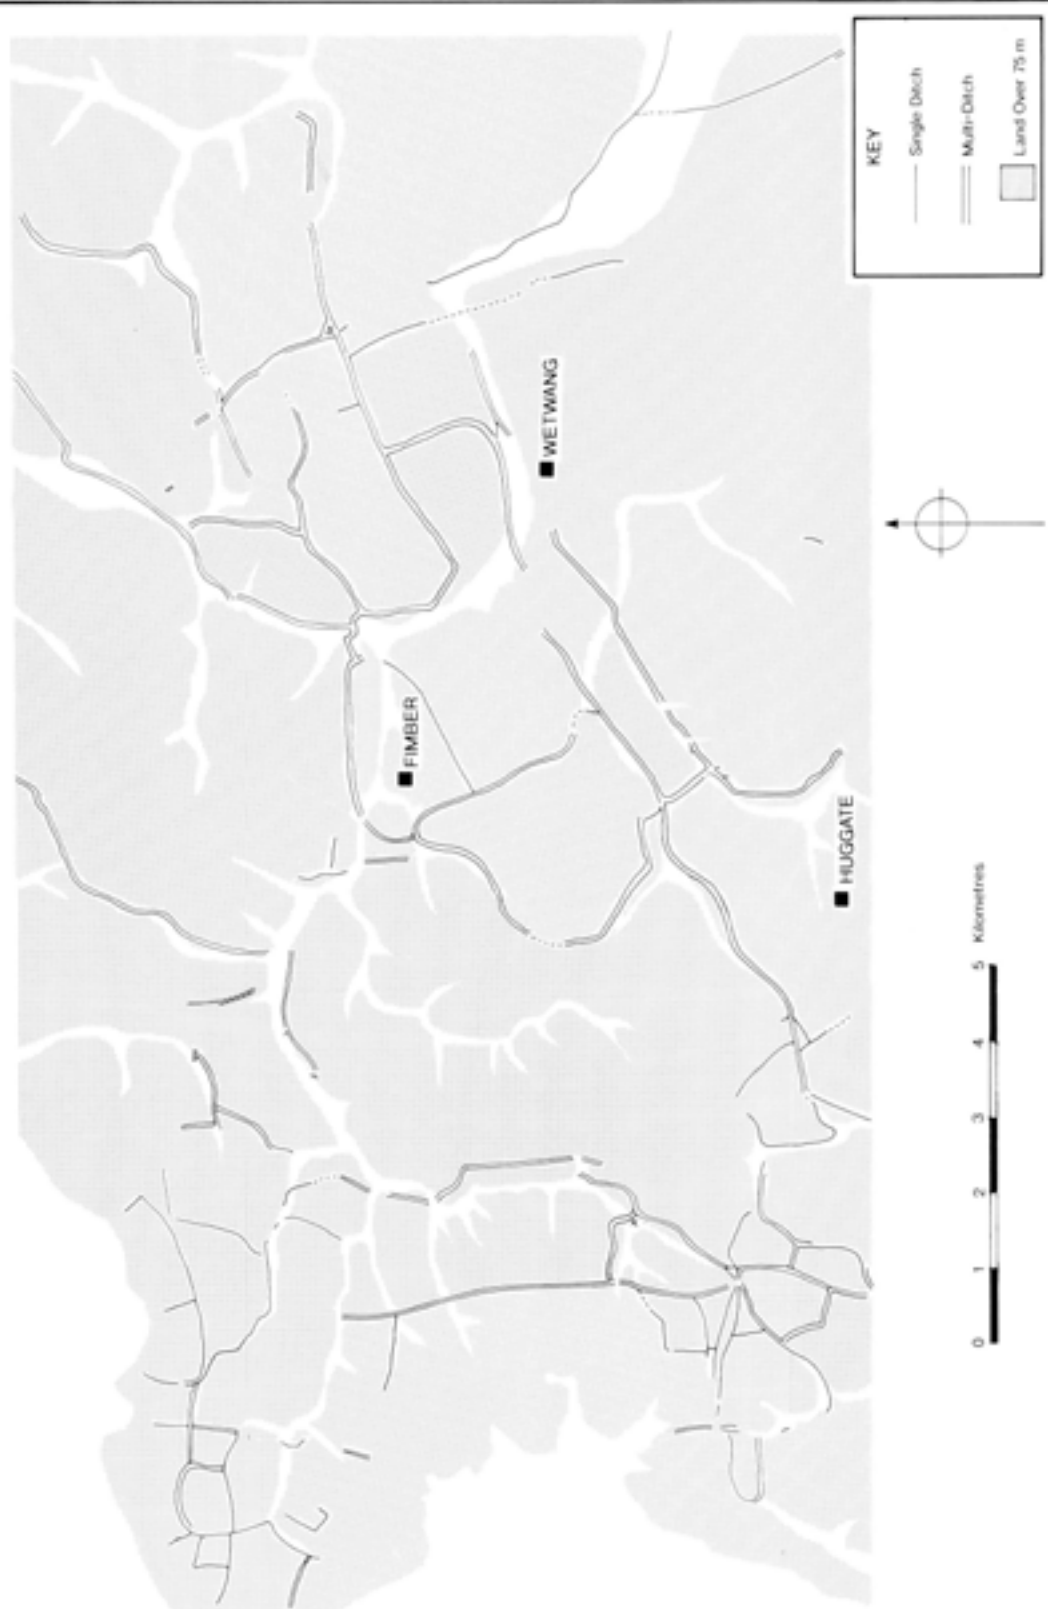 WETWANG
FIMBER
HUGGATE
KEY
Single Ditch
Multi-Ditch
Land Over 75 m
0 1 2 3 4 5 Kilometres